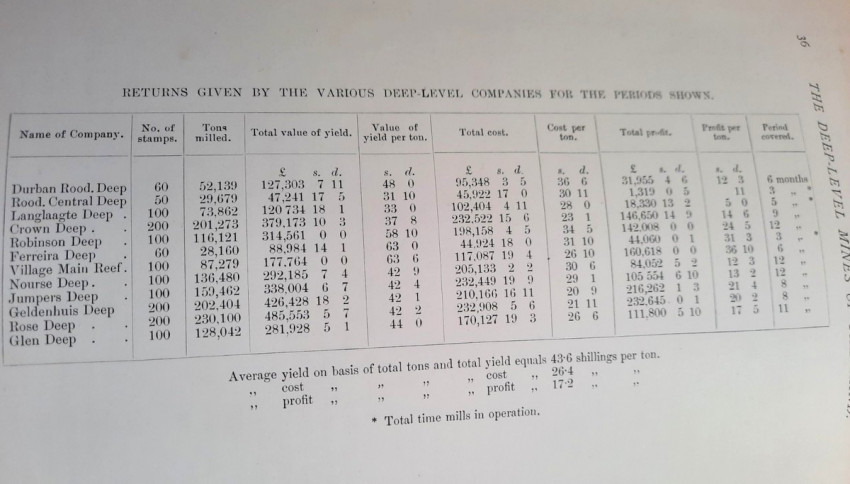 36
THE DEEP-LEVEL MINES OF
RETURNS GIVEN BY THE VARIOUS DEEP-LEVEL COMPANIES FOR THE PERIODS SHOWN.
Name of Company. No. of stamps. Tons milled. Total value of yield. Value of yield per ton. Total cost. Cost per ton. Total profit. Profit per ton. Period covered.
£ s. d. s. d. £ s. d. s. d. £ s. d. s. d.
Durban Rood. Deep 60 52,139 127,303 7 11 48 0 95,348 3 5 36 6 31,955 4 6 12 3 6 months
Rood. Central Deep 50 29,679 47,241 17 5 31 10 45,922 17 0 30 11 1,319 0 5 11 3 „ *
Langlaagte Deep . 100 73,862 120 734 18 1 33 0 102,404 4 11 28 0 18,330 13 2 5 0 5 „
Crown Deep . . 200 201,273 379,173 10 3 37 8 232,522 15 6 23 1 146,650 14 9 14 6 9 „
Robinson Deep . 100 116,121 314,561 0 0 58 10 198,158 4 5 34 5 142,008 0 0 24 5 12 „
Ferreira Deep . 60 28,160 88,984 14 1 63 0 44,924 18 0 31 10 44,060 0 1 31 3 3 „ *
Village Main Reef. 100 87,279 177,764 0 0 63 6 117,087 19 4 26 10 160,618 0 0 36 10 6 „
Nourse Deep . . 100 136,480 292,185 7 4 42 9 205,133 2 2 30 6 84,052 5 2 12 3 12 „
Jumpers Deep . 100 159,462 338,004 6 7 42 4 232,449 19 9 29 1 105 554 6 10 13 2 12 „
Geldenhuis Deep 200 202,404 426,428 18 2 42 1 210,166 16 11 20 9 216,262 1 3 21 4 8 „
Rose Deep . . 200 230,100 485,553 5 7 42 2 232,908 5 6 21 11 232,645 0 1 20 2 8 „
Glen Deep . . 100 128,042 281,928 5 1 44 0 170,127 19 3 26 6 111,800 5 10 17 5 11 „
Average yield on basis of total tons and total yield equals 43·6 shillings per ton.
„ cost „ „ „ „ cost „ 26·4 „ „
„ profit „ „ „ „ profit „ 17·2 „ „
* Total time mills in operation.